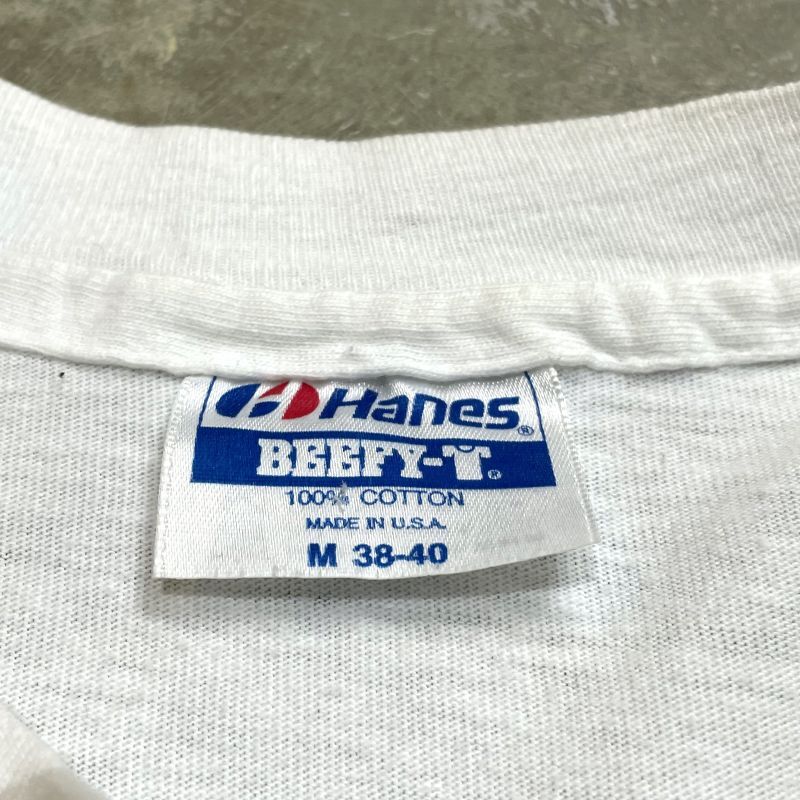 Hanes®
BEEFY-T®
100% COTTON
MADE IN U.S.A.
M 38-40